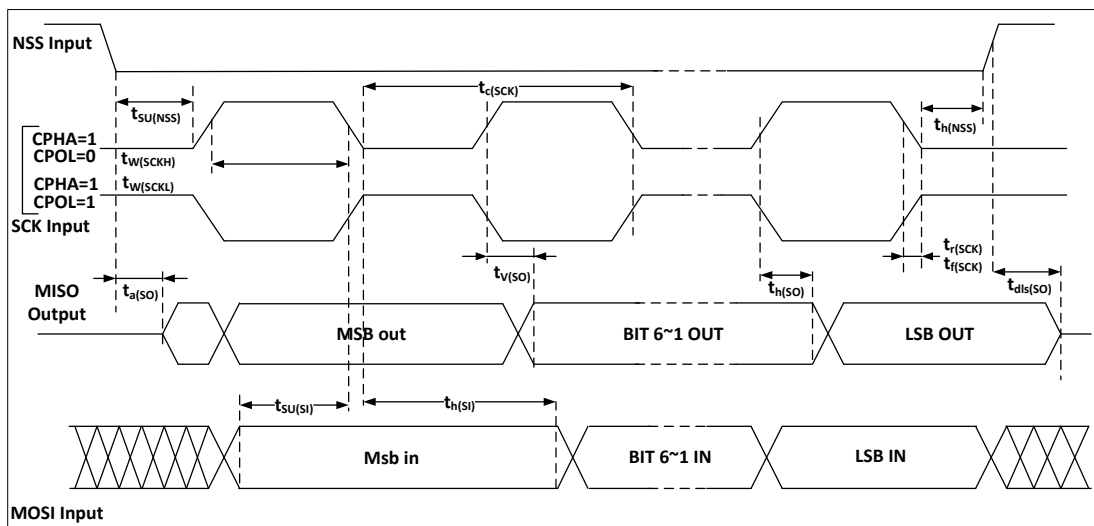 NSS Input
tc(SCK)
tSU(NSS)
th(NSS)
CPHA=1
CPOL=0
tW(SCKH)
CPHA=1
CPOL=1
tW(SCKL)
SCK Input
tr(SCK)
tf(SCK)
ta(SO)
tV(SO)
th(SO)
tdis(SO)
MISO
Output
MSB out
BIT 6~1 OUT
LSB OUT
tSU(SI)
th(SI)
Msb in
BIT 6~1 IN
LSB IN
MOSI Input